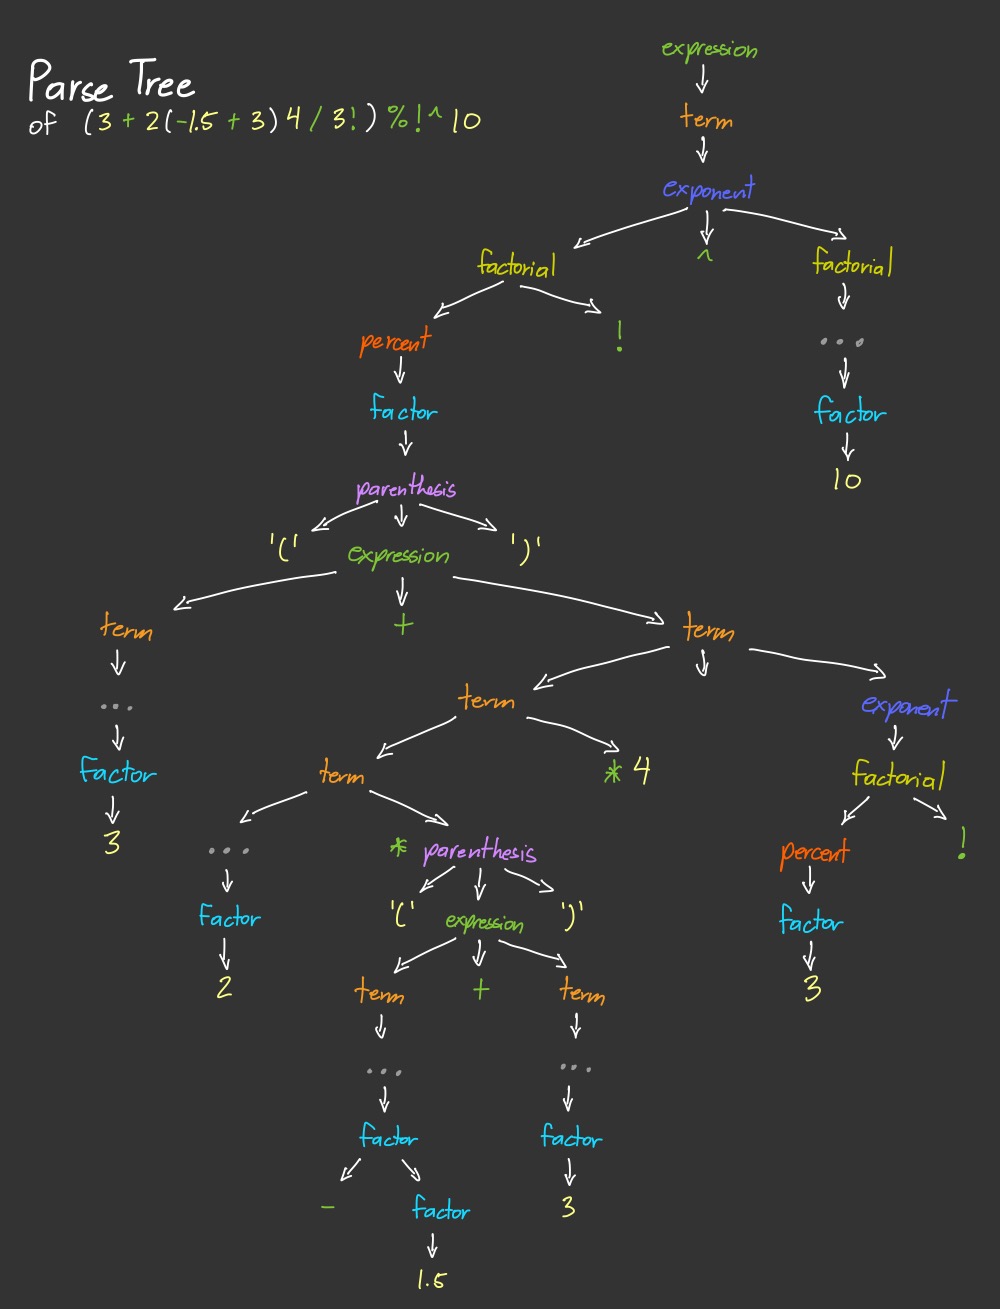 expression
Parse Tree
of (3 + 2(-1.5 + 3)4 / 3!)%!^10
term
exponent
factorial ^ factorial
percent ! ...
factor factor
parenthesis 10
'(' expression ')'
term + term
... term exponent
factor term * 4 factorial
3 ... * parenthesis percent !
factor '(' expression ')' factor
2 term + term 3
... ...
factor factor
- factor 3
1.5